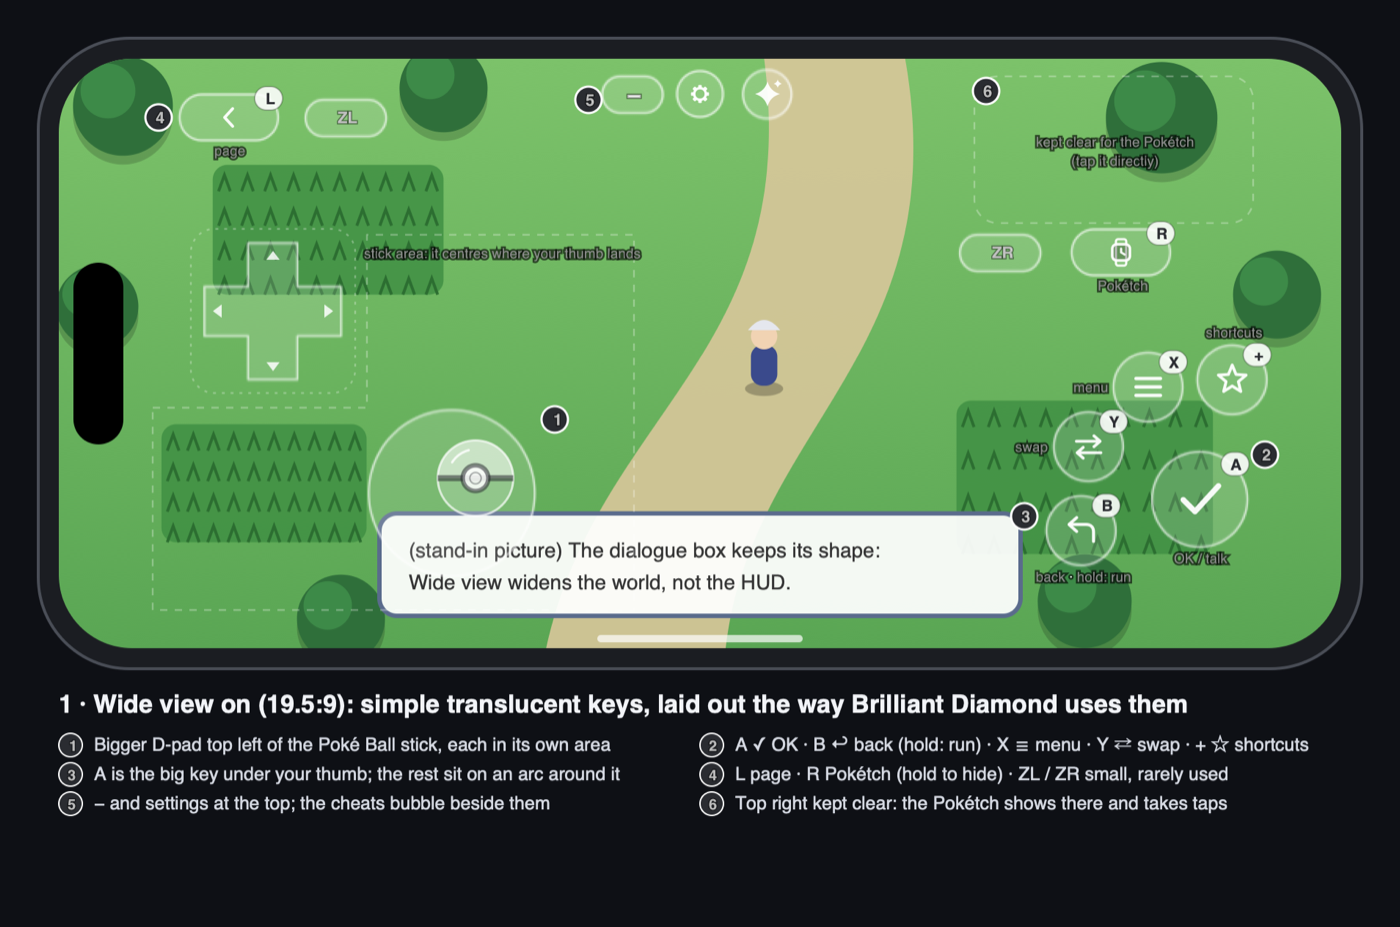 4
L
ZL
page
5
–
6
kept clear for the Pokétch
(tap it directly)
stick area: it centres where your thumb lands
ZR
R
Pokétch
shortcuts
X
+
menu
Y
swap
1
A
2
B
3
OK / talk
back · hold: run
(stand-in picture) The dialogue box keeps its shape:
Wide view widens the world, not the HUD.
1 · Wide view on (19.5:9): simple translucent keys, laid out the way Brilliant Diamond uses them
1 Bigger D-pad top left of the Poké Ball stick, each in its own area
2 A ✓ OK · B ↩ back (hold: run) · X ≡ menu · Y ⇄ swap · + ☆ shortcuts
3 A is the big key under your thumb; the rest sit on an arc around it
4 L page · R Pokétch (hold to hide) · ZL / ZR small, rarely used
5 – and settings at the top; the cheats bubble beside them
6 Top right kept clear: the Pokétch shows there and takes taps